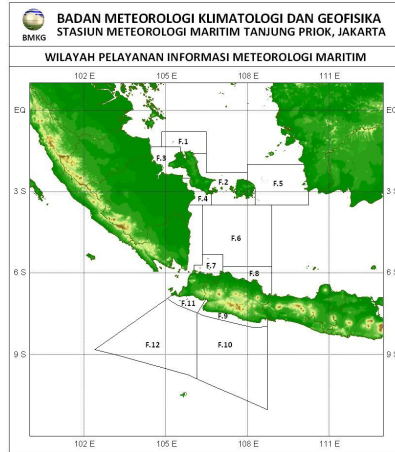 BADAN METEOROLOGI KLIMATOLOGI DAN GEOFISIKA
STASIUN METEOROLOGI MARITIM TANJUNG PRIOK, JAKARTA
BMKG
WILAYAH PELAYANAN INFORMASI METEOROLOGI MARITIM
102 E 105 E 108 E 111 E
EQ EQ
F.1
F.3
F.2 F.5
3 S 3 S
F.4
F.6
F.7
F.8
6 S 6 S
F.11
F.9
F.12 F.10
9 S 9 S
102 E 105 E 108 E 111 E